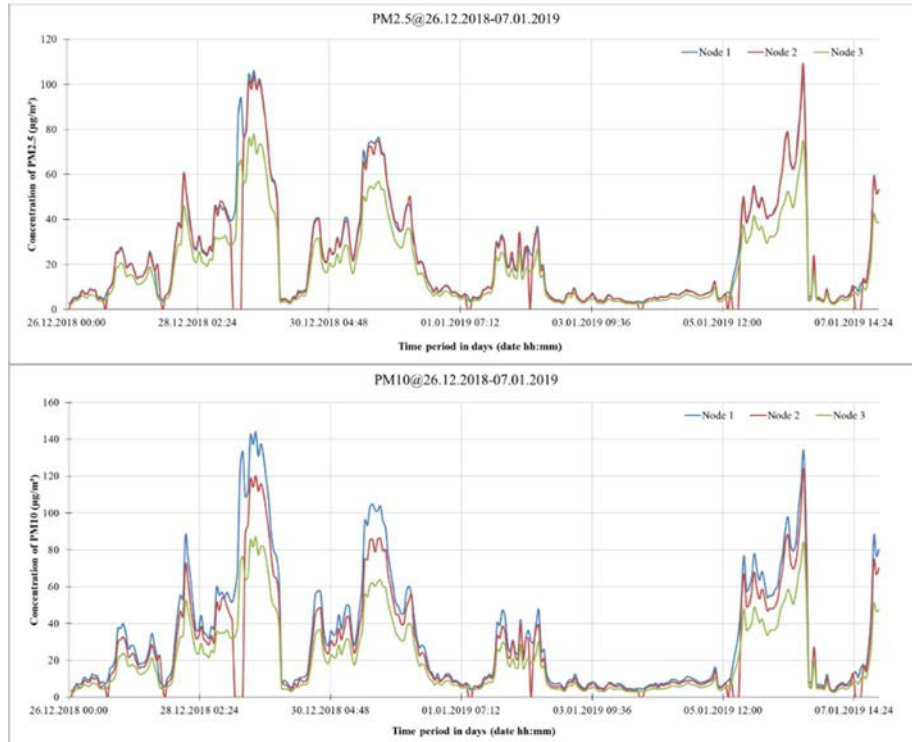 PM2.5@26.12.2018-07.01.2019
120
Node 1 Node 2 Node 3
100
80
60
40
20
0
Concentration of PM2.5 (µg/m³)
26.12.2018 00:00 28.12.2018 02:24 30.12.2018 04:48 01.01.2019 07:12 03.01.2019 09:36 05.01.2019 12:00 07.01.2019 14:24
Time period in days (date hh:mm)
PM10@26.12.2018-07.01.2019
160
Node 1 Node 2 Node 3
140
120
100
80
60
40
20
0
Concentration of PM10 (µg/m³)
26.12.2018 00:00 28.12.2018 02:24 30.12.2018 04:48 01.01.2019 07:12 03.01.2019 09:36 05.01.2019 12:00 07.01.2019 14:24
Time period in days (date hh:mm)